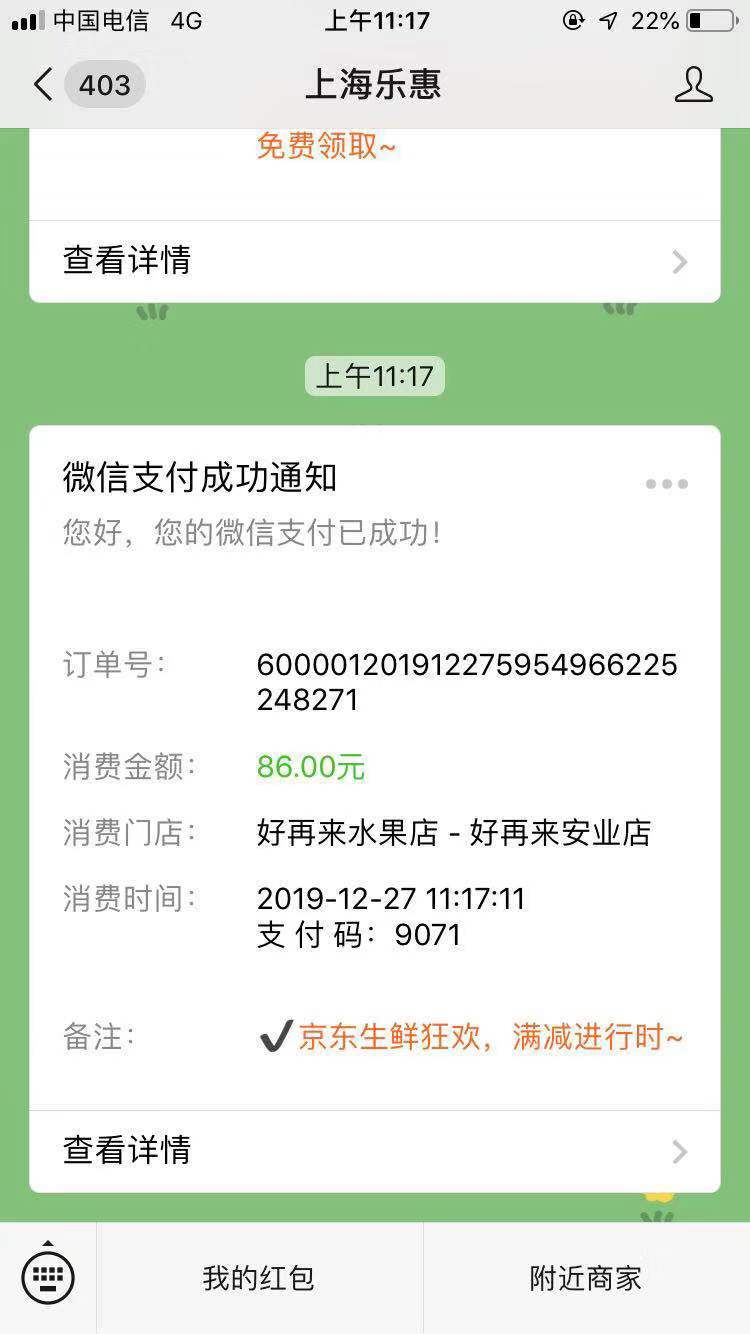 中国电信 4G 上午11:17 22%
403 上海乐惠
免费领取~
查看详情
上午11:17
微信支付成功通知
您好，您的微信支付已成功！
订单号： 600001201912275954966225
248271
消费金额： 86.00元
消费门店： 好再来水果店 - 好再来安业店
消费时间： 2019-12-27 11:17:11
支 付 码： 9071
备注： ✔京东生鲜狂欢，满减进行时~
查看详情
我的红包 附近商家